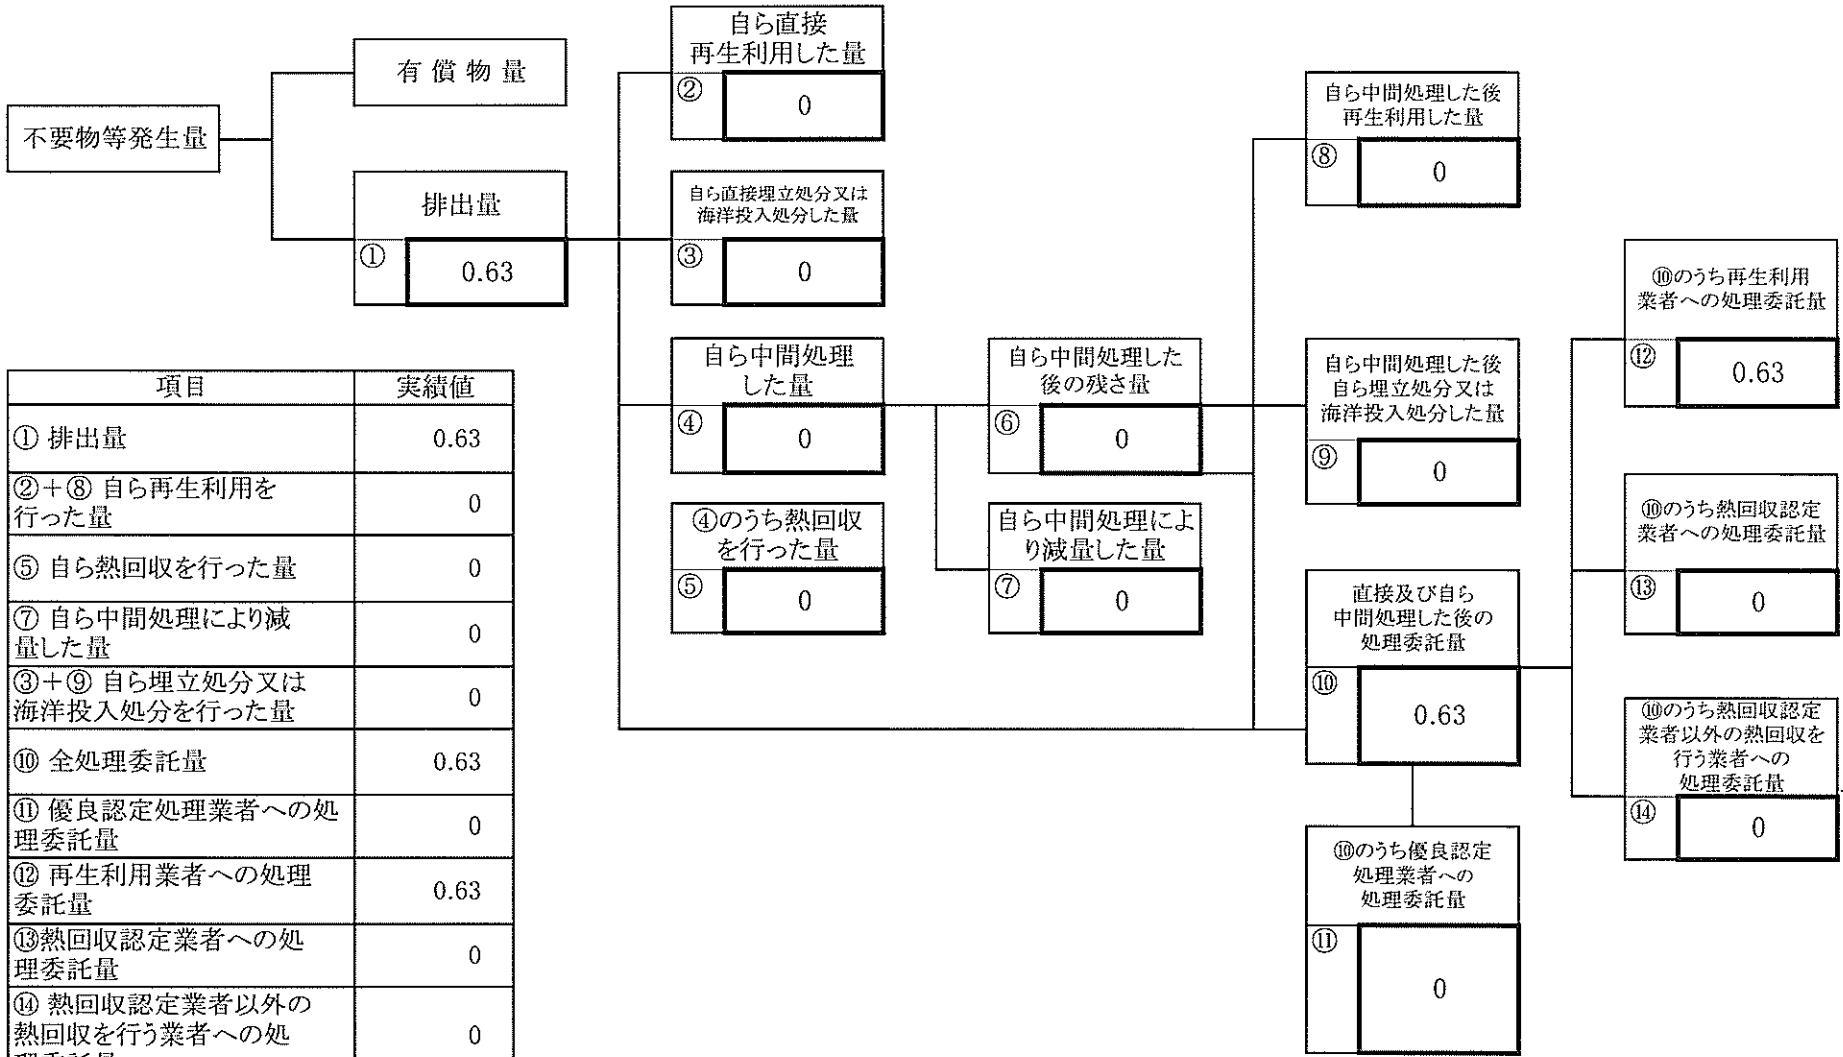 不要物等発生量
有 償 物 量
排出量
①
0.63
自ら直接
再生利用した量
②
0
自ら直接埋立処分又は
海洋投入処分した量
③
0
自ら中間処理
した量
④
0
④のうち熱回収
を行った量
⑤
0
自ら中間処理した
後の残さ量
⑥
0
自ら中間処理によ
り減量した量
⑦
0
自ら中間処理した後
再生利用した量
⑧
0
自ら中間処理した後
自ら埋立処分又は
海洋投入処分した量
⑨
0
直接及び自ら
中間処理した後の
処理委託量
⑩
0.63
⑩のうち優良認定
処理業者への
処理委託量
⑪
0
⑩のうち再生利用
業者への処理委託量
⑫
0.63
⑩のうち熱回収認定
業者への処理委託量
⑬
0
⑩のうち熱回収認定
業者以外の熱回収を
行う業者への
処理委託量
⑭
0
項目 実績値
① 排出量 0.63
②+⑧ 自ら再生利用を
行った量 0
⑤ 自ら熱回収を行った量 0
⑦ 自ら中間処理により減
量した量 0
③+⑨ 自ら埋立処分又は
海洋投入処分を行った量 0
⑩ 全処理委託量 0.63
⑪ 優良認定処理業者への処
理委託量 0
⑫ 再生利用業者への処理
委託量 0.63
⑬熱回収認定業者への処
理委託量 0
⑭ 熱回収認定業者以外の
熱回収を行う業者への処 0